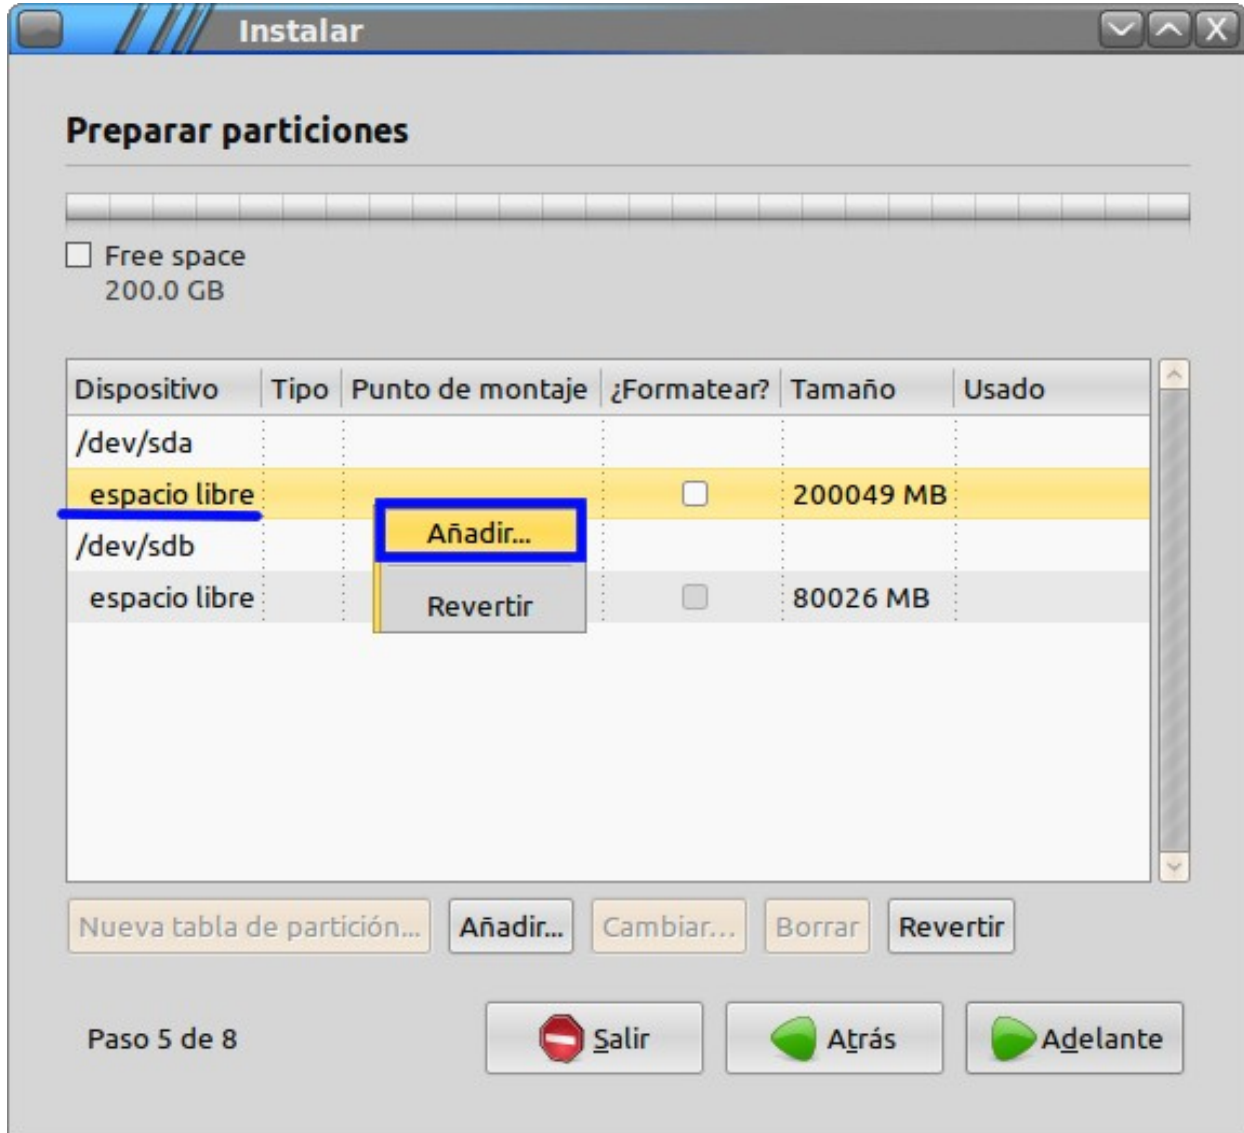 Instalar
Preparar particiones
Free space
200.0 GB
Dispositivo Tipo Punto de montaje ¿Formatear? Tamaño Usado
/dev/sda
espacio libre 200049 MB
Añadir...
/dev/sdb
espacio libre 80026 MB
Revertir
Nueva tabla de partición... Añadir... Cambiar... Borrar Revertir
Paso 5 de 8 Salir Atrás Adelante